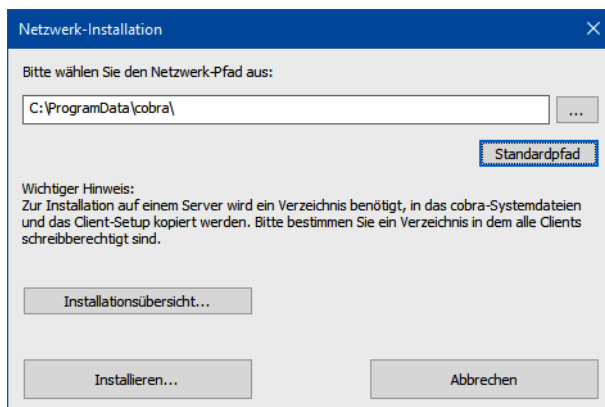 Netzwerk-Installation
Bitte wählen Sie den Netzwerk-Pfad aus:
C:\ProgramData\cobra\
...
Standardpfad
Wichtiger Hinweis:
Zur Installation auf einem Server wird ein Verzeichnis benötigt, in das cobra-Systemdateien
und das Client-Setup kopiert werden. Bitte bestimmen Sie ein Verzeichnis in dem alle Clients
schreibberechtigt sind.
Installationsübersicht...
Installieren...
Abbrechen